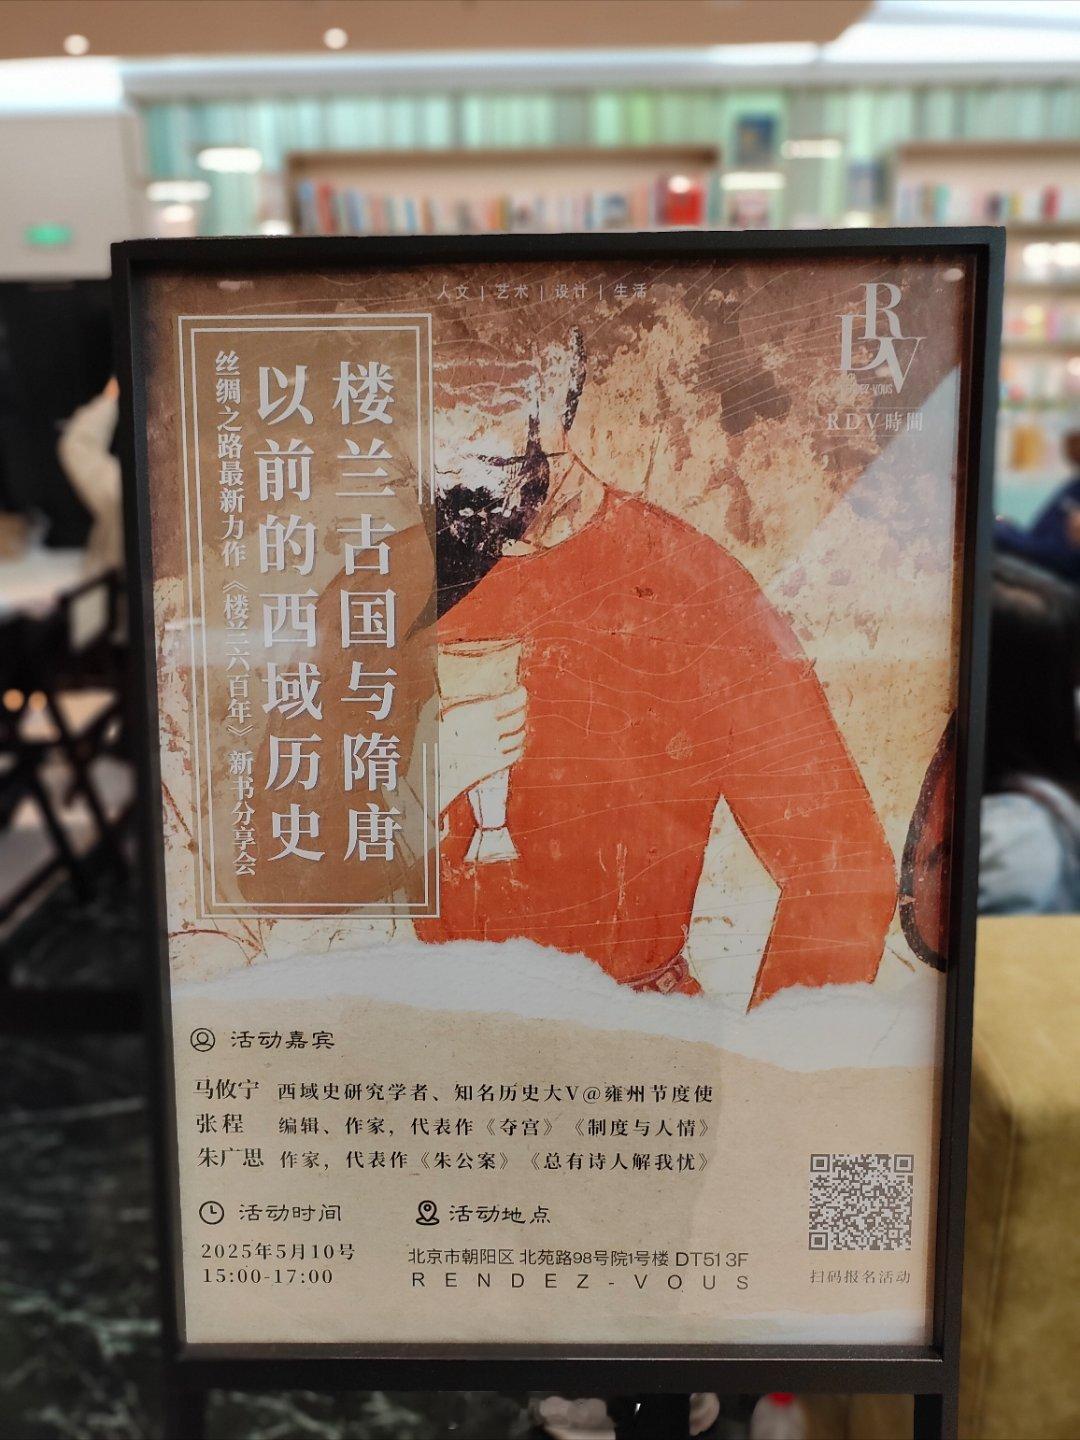 人文 | 艺术 | 设计 | 生活
RDV
RENDEZ-VOUS
RDV時間
楼兰古国与隋唐
以前的西域历史
丝绸之路最新力作《楼兰六百年》新书分享会
活动嘉宾
马攸宁 西域史研究学者、知名历史大V@雍州节度使
张程 编辑、作家，代表作《夺宫》《制度与人情》
朱广思 作家，代表作《朱公案》《总有诗人解我忧》
活动时间
2025年5月10号
15:00-17:00
活动地点
北京市朝阳区 北苑路98号院1号楼 DT51 3F
RENDEZ-VOUS
扫码报名活动